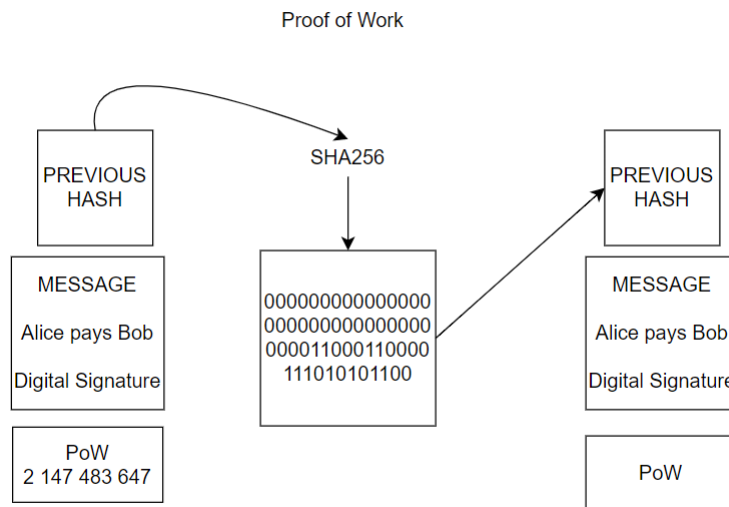 Proof of Work
PREVIOUS
HASH
MESSAGE
Alice pays Bob
Digital Signature
PoW
2 147 483 647
SHA256
000000000000000
000000000000000
000011000110000
111010101100
PREVIOUS
HASH
MESSAGE
Alice pays Bob
Digital Signature
PoW